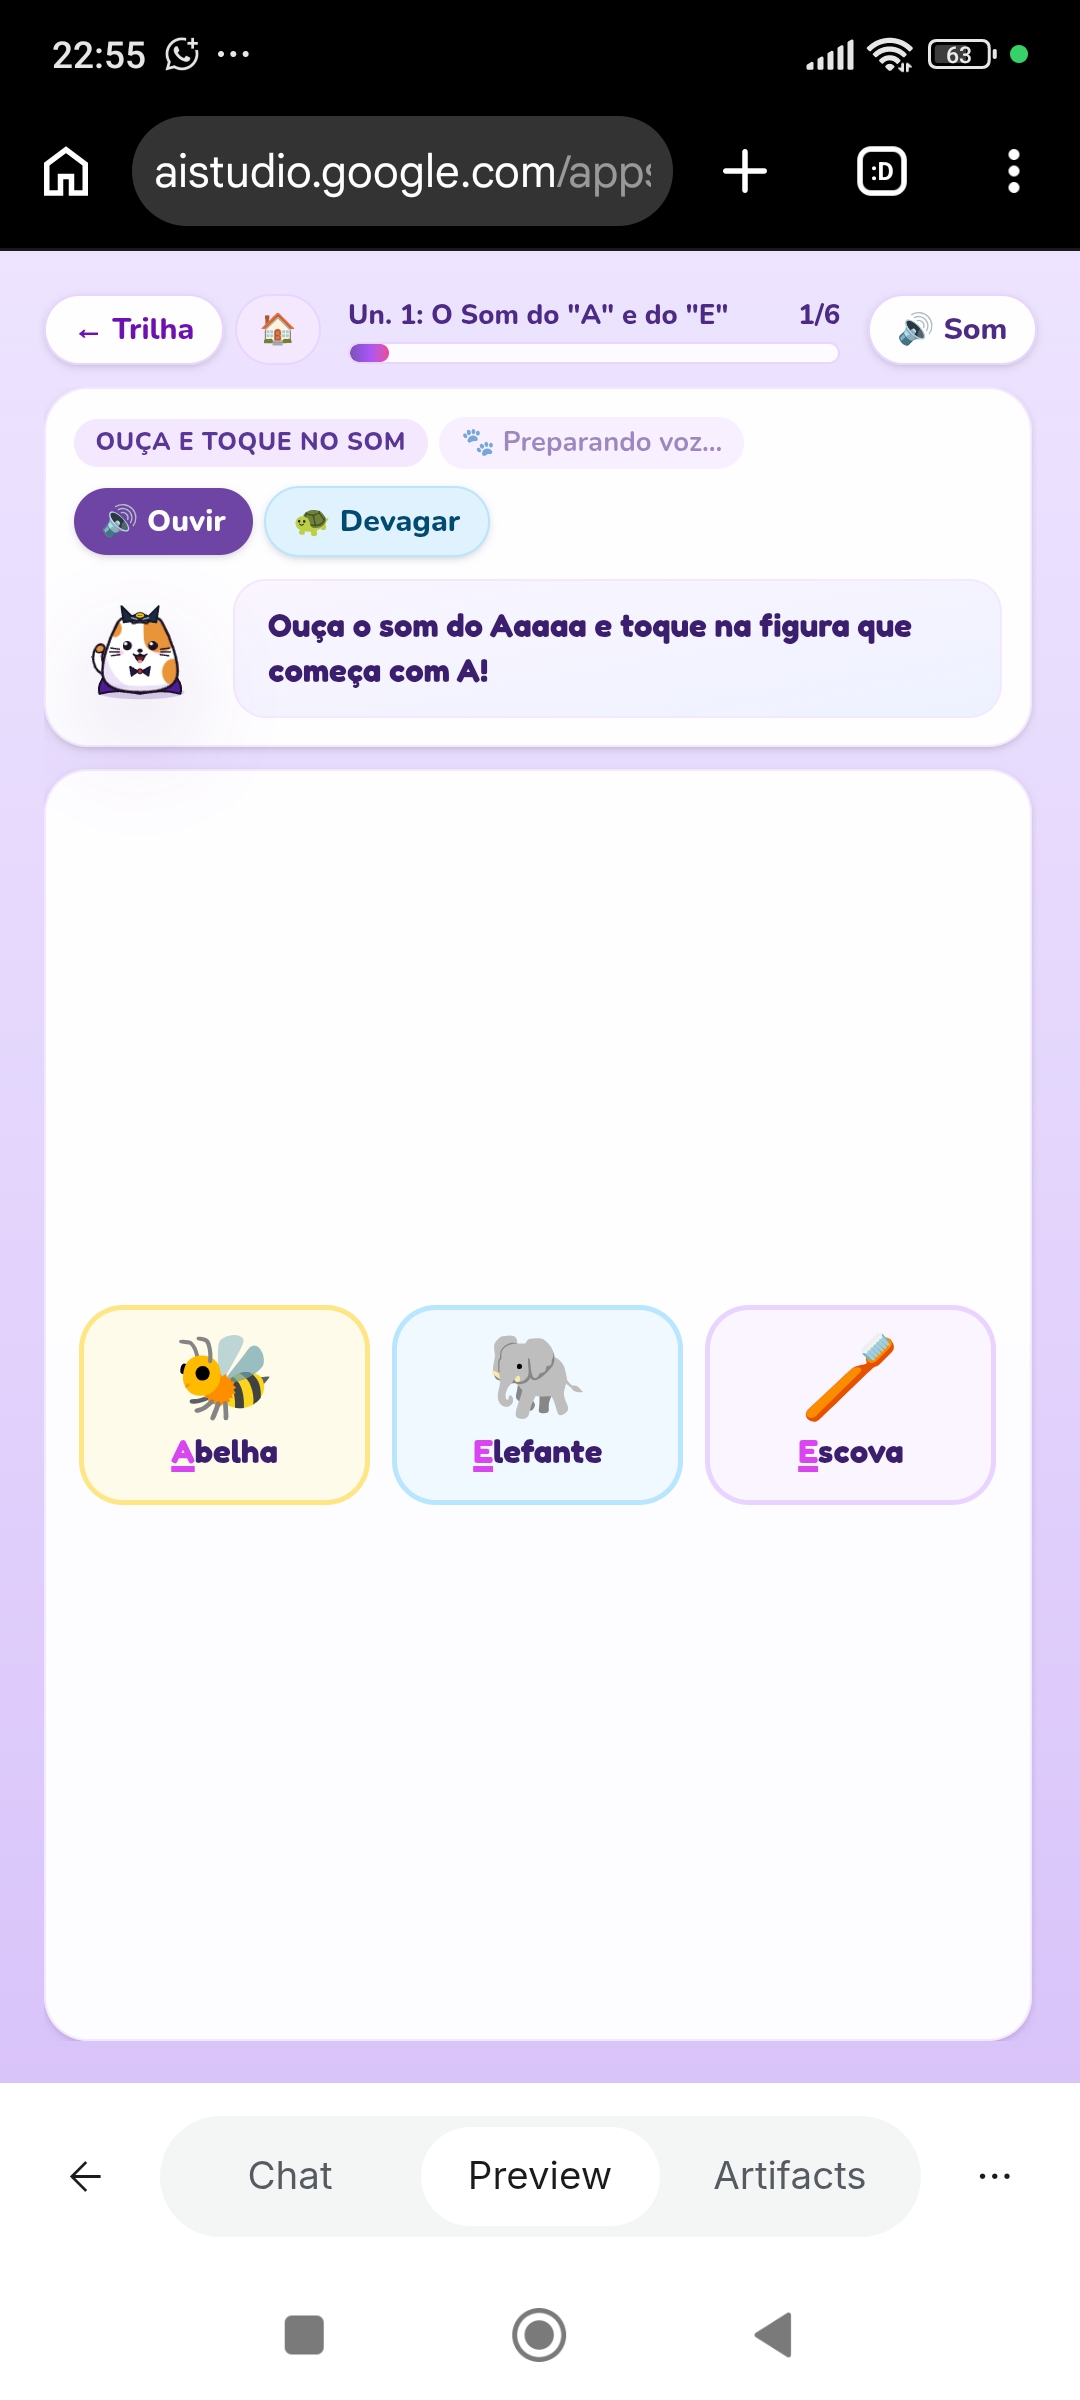 22:55
63
aistudio.google.com/apps
:D
← Trilha
Un. 1: O Som do "A" e do "E"
1/6
Som
OUÇA E TOQUE NO SOM
Preparando voz...
Ouvir
Devagar
Ouça o som do Aaaaa e toque na figura que
começa com A!
Abelha
Elefante
Escova
Chat
Preview
Artifacts